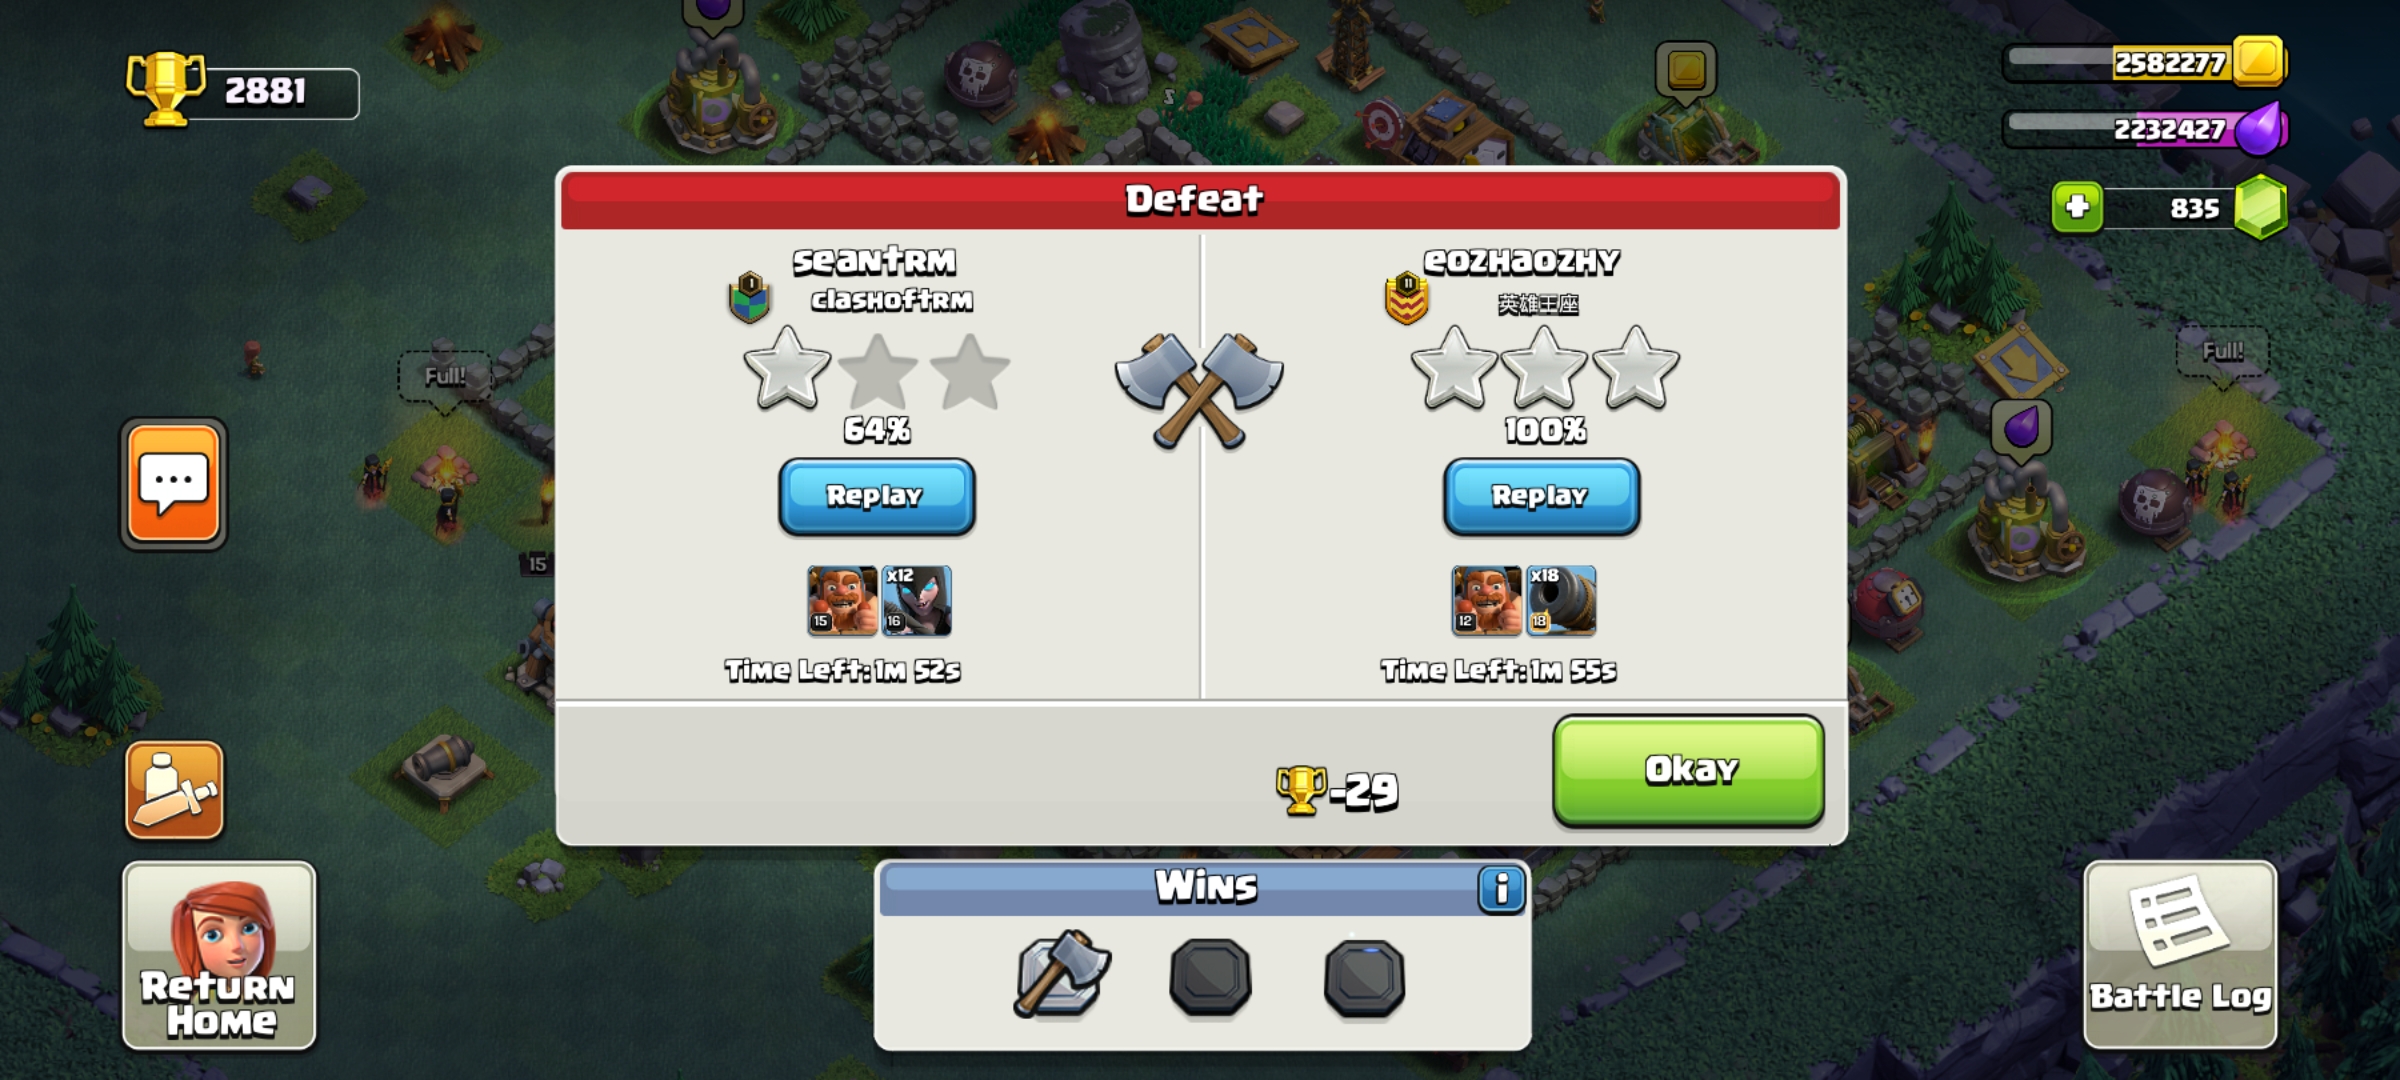 2881
2582277
2232427
835
Defeat
seantRM
clashoftRM
1
64%
Replay
15
x12
16
Time Left:1m 52s
eozhaozhy
英雄王座
11
100%
Replay
12
x18
18
Time Left:1m 55s
Full!
Full!
15
-29
Okay
Wins
i
Return
Home
Battle Log